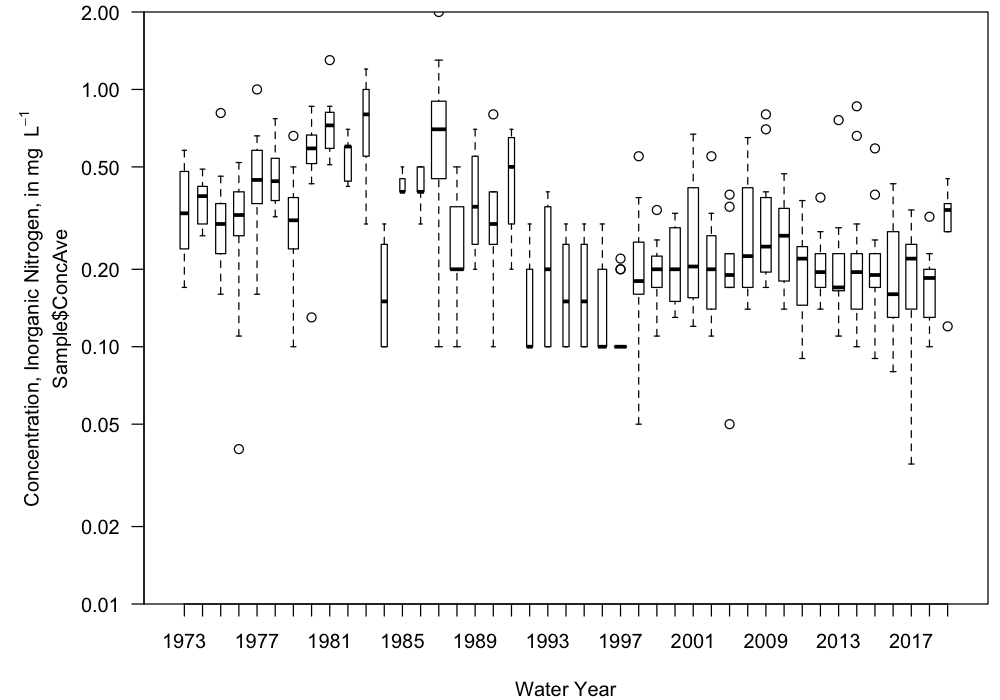 Concentration, Inorganic Nitrogen, in mg L⁻¹
Sample$ConcAve
2.00
1.00
0.50
0.20
0.10
0.05
0.02
0.01
1973 1977 1981 1985 1989 1993 1997 2001 2009 2013 2017
Water Year